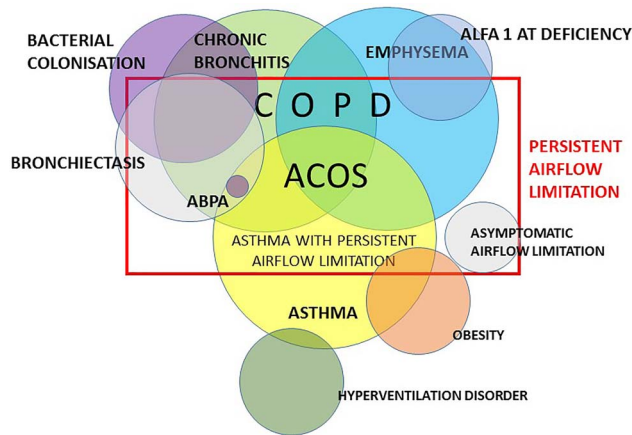 BACTERIAL
COLONISATION
CHRONIC
BRONCHITIS
EMPHYSEMA
ALFA 1 AT DEFICIENCY
C O P D
BRONCHIECTASIS
PERSISTENT
AIRFLOW
LIMITATION
ACOS
ABPA
ASTHMA WITH PERSISTENT
AIRFLOW LIMITATION
ASYMPTOMATIC
AIRFLOW LIMITATION
ASTHMA
OBESITY
HYPERVENTILATION DISORDER